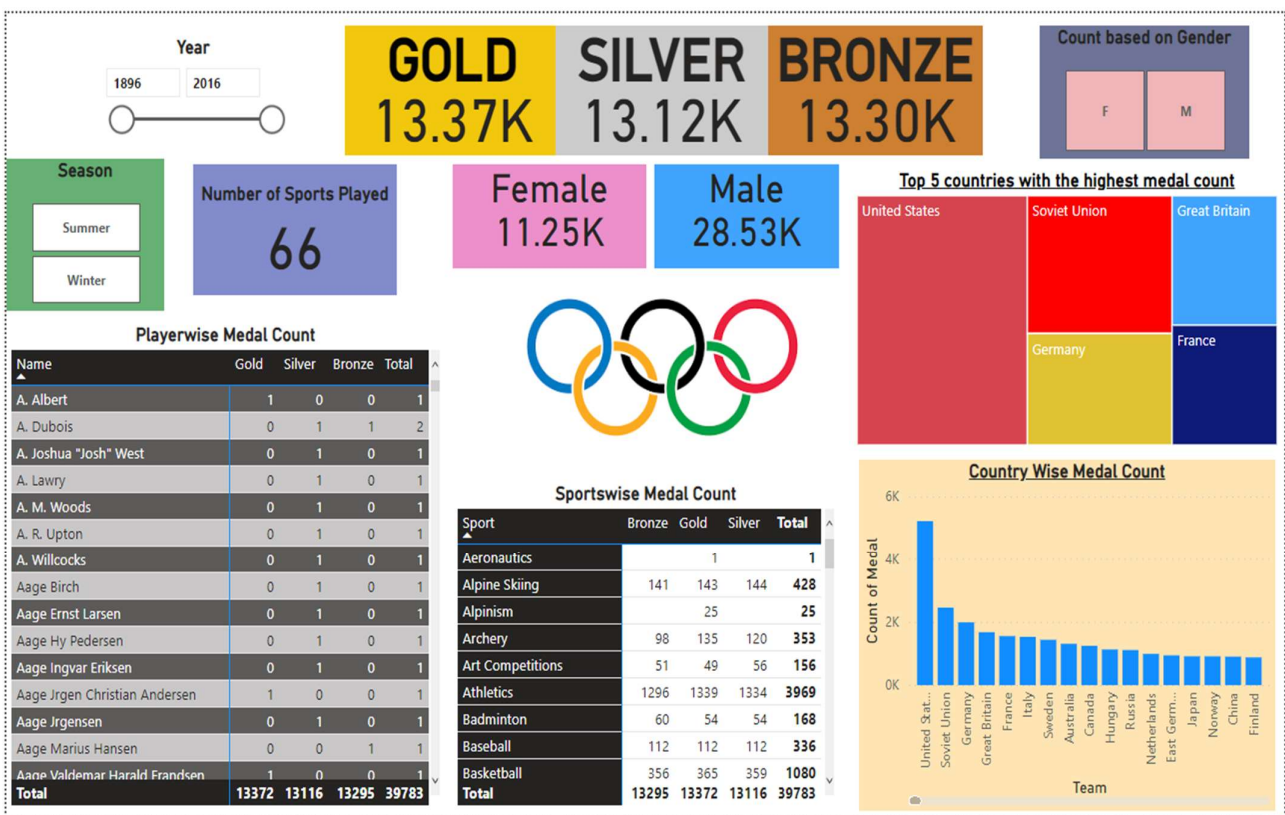 Year
1896 2016
GOLD
13.37K
SILVER
13.12K
BRONZE
13.30K
Count based on Gender
F M
Season
Summer
Winter
Number of Sports Played
66
Female
11.25K
Male
28.53K
Top 5 countries with the highest medal count
United States
Soviet Union
Great Britain
Germany
France
Playerwise Medal Count
Name Gold Silver Bronze Total
A. Albert 1 0 0 1
A. Dubois 0 1 1 2
A. Joshua "Josh" West 0 1 0 1
A. Lawry 0 1 0 1
A. M. Woods 0 1 0 1
A. R. Upton 0 1 0 1
A. Willcocks 0 1 0 1
Aage Birch 0 1 0 1
Aage Ernst Larsen 0 1 0 1
Aage Hy Pedersen 0 1 0 1
Aage Ingvar Eriksen 0 1 0 1
Aage Jrgen Christian Andersen 1 0 0 1
Aage Jrgensen 0 1 0 1
Aage Marius Hansen 0 0 1 1
Aage Valdemar Harald Frandsen 1 0 0 1
Total 13372 13116 13295 39783
Sportswise Medal Count
Sport Bronze Gold Silver Total
Aeronautics 1 1
Alpine Skiing 141 143 144 428
Alpinism 25 25
Archery 98 135 120 353
Art Competitions 51 49 56 156
Athletics 1296 1339 1334 3969
Badminton 60 54 54 168
Baseball 112 112 112 336
Basketball 356 365 359 1080
Total 13295 13372 13116 39783
Country Wise Medal Count
Count of Medal
6K
4K
2K
0K
United Stat...
Soviet Union
Germany
Great Britain
France
Italy
Sweden
Australia
Canada
Hungary
Russia
Netherlands
East Germ...
Japan
Norway
China
Finland
Team